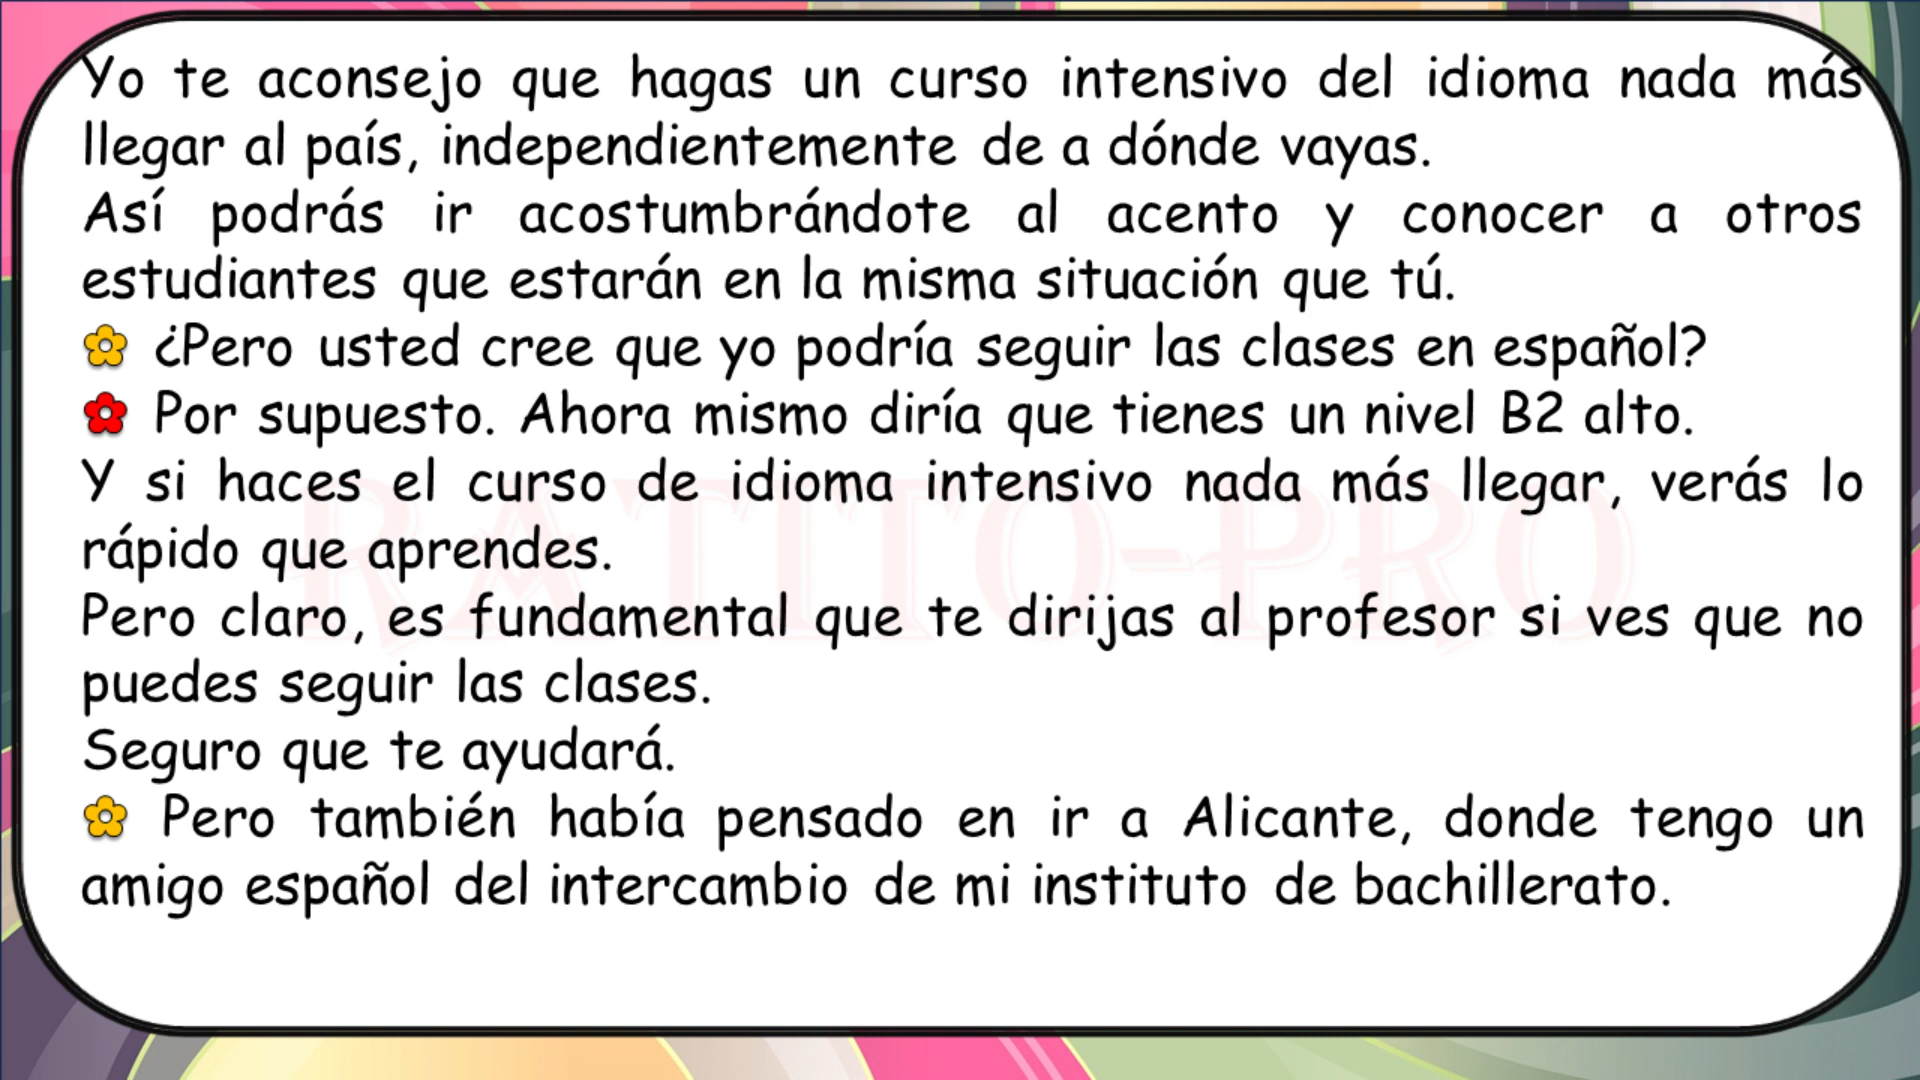 Yo te aconsejo que hagas un curso intensivo del idioma nada más
llegar al país, independientemente de a dónde vayas.
Así podrás ir acostumbrándote al acento y conocer a otros
estudiantes que estarán en la misma situación que tú.
¿Pero usted cree que yo podría seguir las clases en español?
Por supuesto. Ahora mismo diría que tienes un nivel B2 alto.
Y si haces el curso de idioma intensivo nada más llegar, verás lo
rápido que aprendes.
Pero claro, es fundamental que te dirijas al profesor si ves que no
puedes seguir las clases.
Seguro que te ayudará.
Pero también había pensado en ir a Alicante, donde tengo un
amigo español del intercambio de mi instituto de bachillerato.
RATITO-PRO